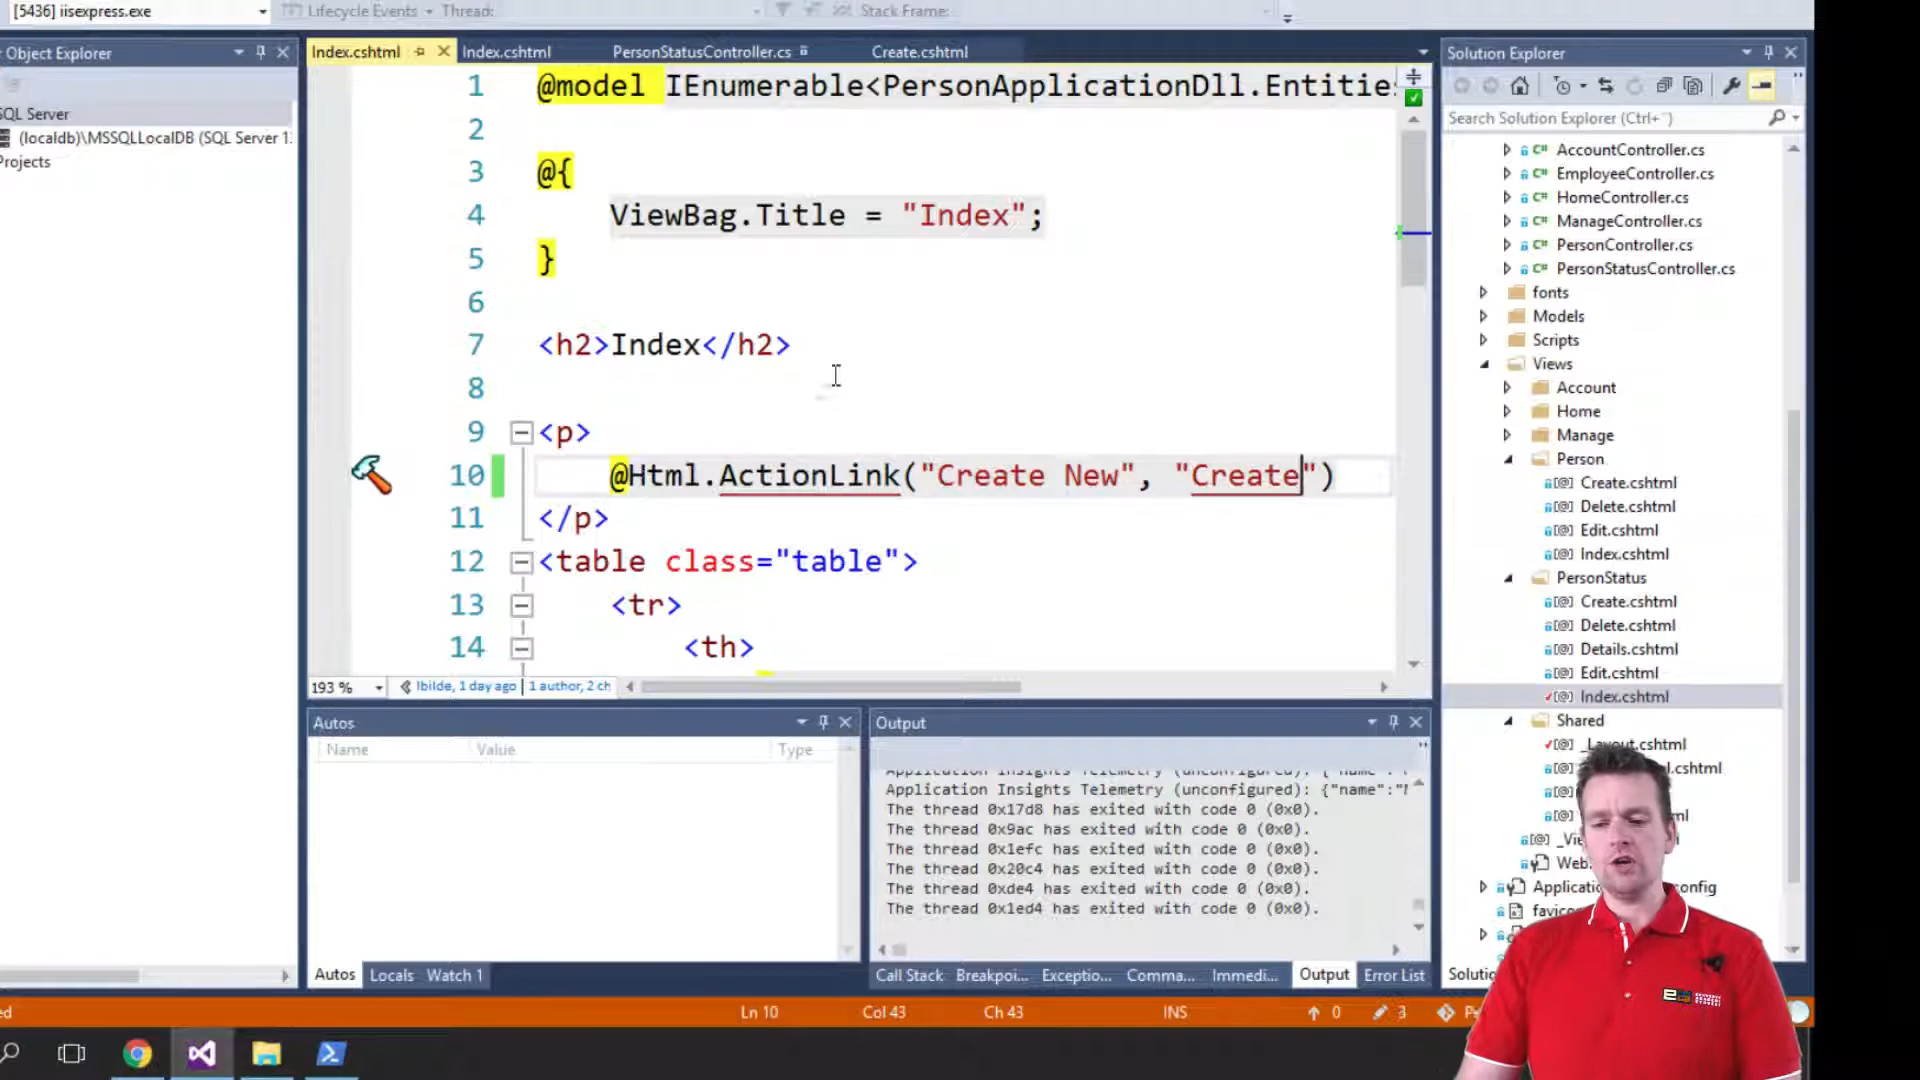 [5436] iisexpress.exe
Lifecycle Events
Thread:
Stack Frame:
Object Explorer
SQL Server
(localdb)\MSSQLLocalDB (SQL Server 1
Projects
Index.cshtml
Index.cshtml
PersonStatusController.cs
Create.cshtml
1 @model IEnumerable<PersonApplicationDll.Entities
2
3 @{
4 ViewBag.Title = "Index";
5 }
6
7 <h2>Index</h2>
8
9 <p>
10 @Html.ActionLink("Create New", "Create")
11 </p>
12 <table class="table">
13 <tr>
14 <th>
193 %
lbilde, 1 day ago | 1 author, 2 ch
Autos
Name Value Type
Autos Locals Watch 1
Output
Application Insights Telemetry (unconfigured): {"name":
Application Insights Telemetry (unconfigured): {"name":"
The thread 0x17d8 has exited with code 0 (0x0).
The thread 0x9ac has exited with code 0 (0x0).
The thread 0x1efc has exited with code 0 (0x0).
The thread 0x20c4 has exited with code 0 (0x0).
The thread 0xde4 has exited with code 0 (0x0).
The thread 0x1ed4 has exited with code 0 (0x0).
Call Stack Breakpoi... Exceptio... Comma... Immedi... Output Error List
Solution Explorer
Search Solution Explorer (Ctrl+¨)
AccountController.cs
EmployeeController.cs
HomeController.cs
ManageController.cs
PersonController.cs
PersonStatusController.cs
fonts
Models
Scripts
Views
Account
Home
Manage
Person
Create.cshtml
Delete.cshtml
Edit.cshtml
Index.cshtml
PersonStatus
Create.cshtml
Delete.cshtml
Details.cshtml
Edit.cshtml
Index.cshtml
Shared
_Layout.cshtml
Ln 10
Col 43
Ch 43
INS
0
3